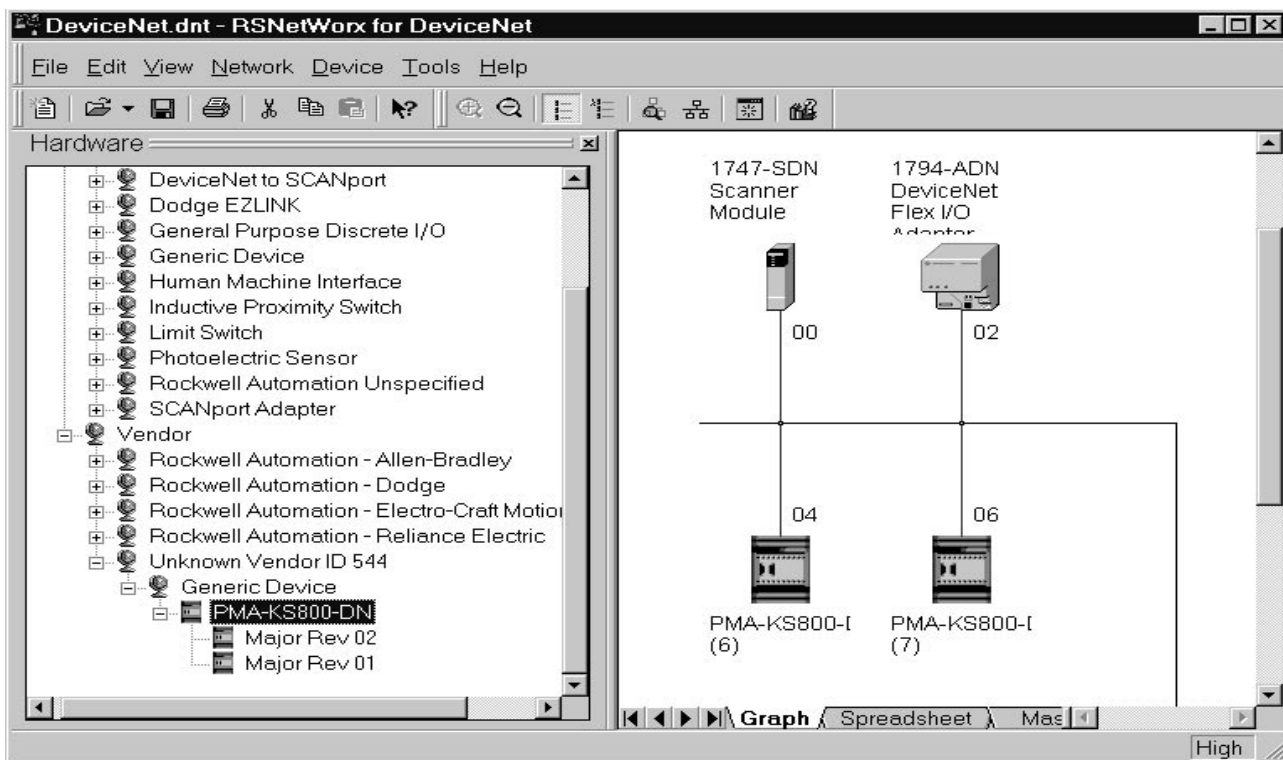 DeviceNet.dnt - RSNetWorx for DeviceNet
File Edit View Network Device Tools Help
Hardware
DeviceNet to SCANport
Dodge EZLINK
General Purpose Discrete I/O
Generic Device
Human Machine Interface
Inductive Proximity Switch
Limit Switch
Photoelectric Sensor
Rockwell Automation Unspecified
SCANport Adapter
Vendor
Rockwell Automation - Allen-Bradley
Rockwell Automation - Dodge
Rockwell Automation - Electro-Craft Motion
Rockwell Automation - Reliance Electric
Unknown Vendor ID 544
Generic Device
PMA-KS800-DN
Major Rev 02
Major Rev 01
1747-SDN
Scanner
Module
00
1794-ADN
DeviceNet
Flex I/O
Adapter
02
04
PMA-KS800-D
(6)
06
PMA-KS800-D
(7)
Graph Spreadsheet Mas
High